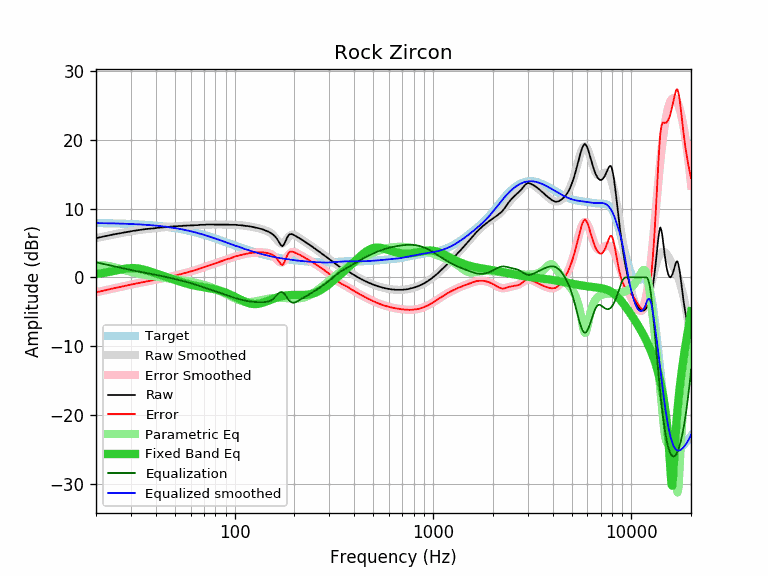 Rock Zircon
30
20
10
0
−10
−20
−30
Amplitude (dBr)
Target
Raw Smoothed
Error Smoothed
Raw
Error
Parametric Eq
Fixed Band Eq
Equalization
Equalized smoothed
100 1000 10000
Frequency (Hz)